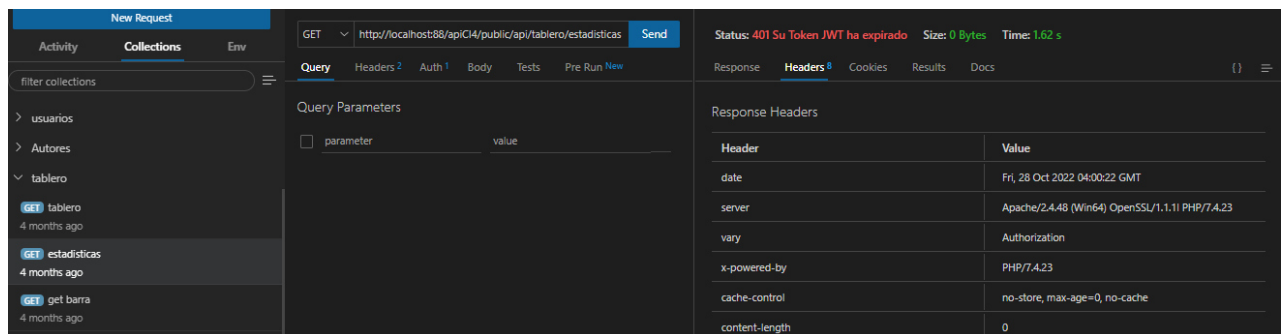 New Request
Activity Collections Env
filter collections
usuarios
Autores
tablero
GET tablero
4 months ago
GET estadisticas
4 months ago
GET get barra
4 months ago
GET http://localhost:88/apiCI4/public/api/tablero/estadisticas Send
Query Headers 2 Auth 1 Body Tests Pre Run New
Query Parameters
parameter value
Status: 401 Su Token JWT ha expirado Size: 0 Bytes Time: 1.62 s
Response Headers 8 Cookies Results Docs { }
Response Headers
Header Value
date Fri, 28 Oct 2022 04:00:22 GMT
server Apache/2.4.48 (Win64) OpenSSL/1.1.1l PHP/7.4.23
vary Authorization
x-powered-by PHP/7.4.23
cache-control no-store, max-age=0, no-cache
content-length 0